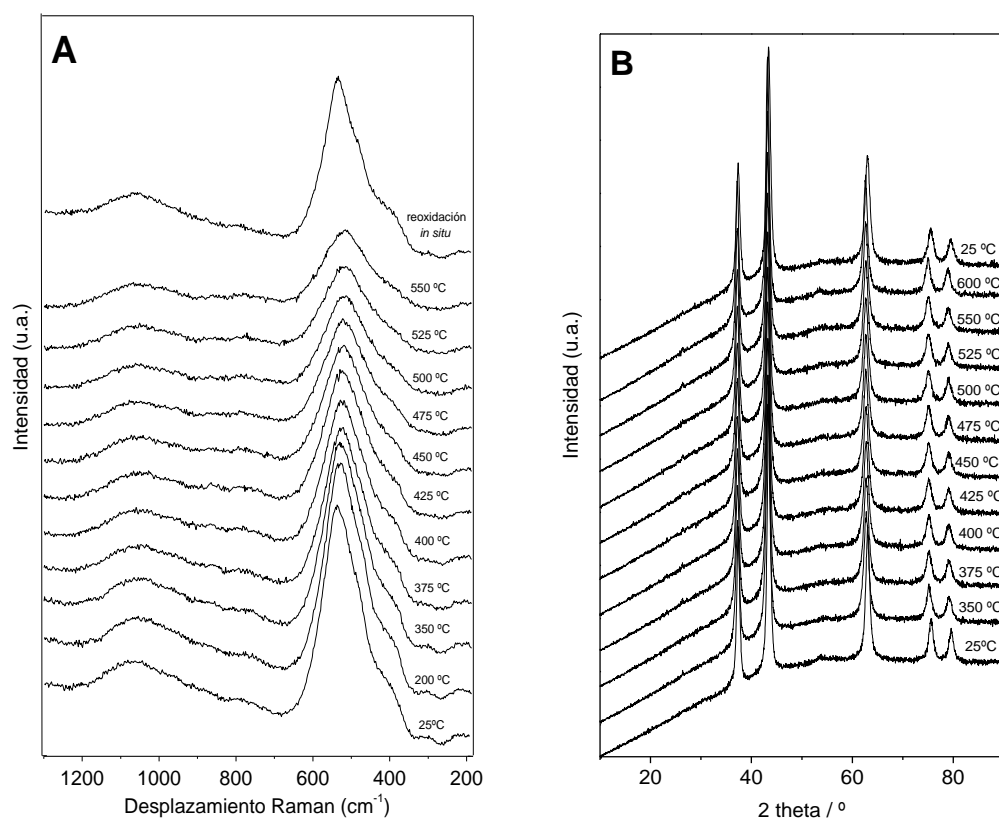 A
reoxidación
in situ
550 ºC
525 ºC
500 ºC
475 ºC
450 ºC
425 ºC
400 ºC
375 ºC
350 ºC
200 ºC
25ºC
Intensidad (u.a.)
1200 1000 800 600 400 200
Desplazamiento Raman (cm-1)
B
25 ºC
600 ºC
550 ºC
525 ºC
500 ºC
475 ºC
450 ºC
425 ºC
400 ºC
375 ºC
350 ºC
25ºC
Intensidad (u.a.)
20 40 60 80
2 theta / º